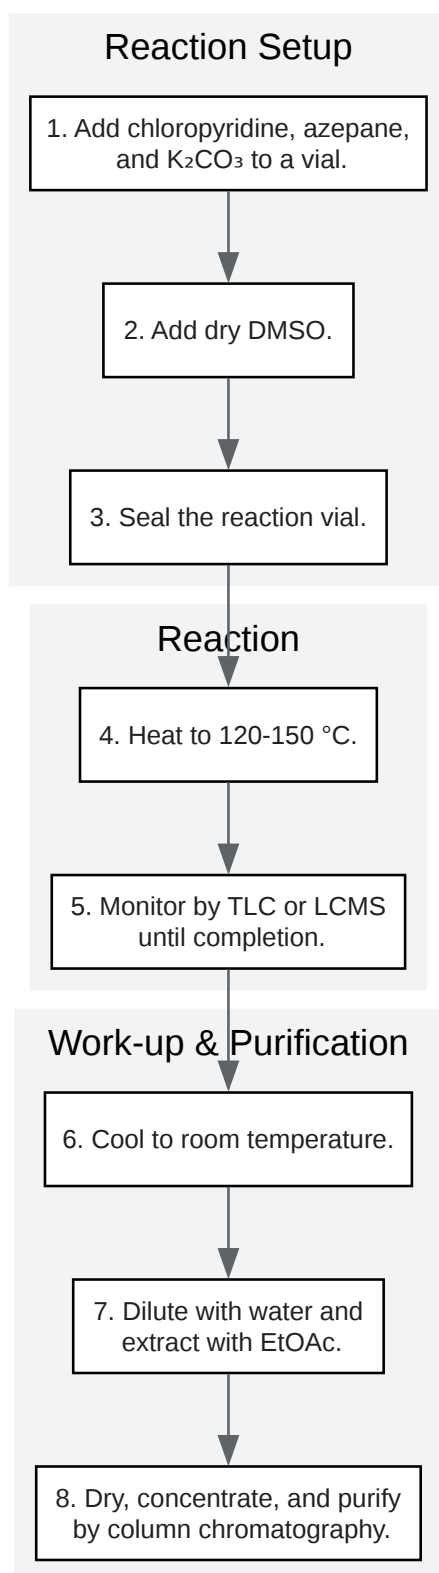 Reaction Setup
1. Add chloropyridine, azepane,
and K₂CO₃ to a vial.
2. Add dry DMSO.
3. Seal the reaction vial.
Reaction
4. Heat to 120-150 °C.
5. Monitor by TLC or LCMS
until completion.
Work-up & Purification
6. Cool to room temperature.
7. Dilute with water and
extract with EtOAc.
8. Dry, concentrate, and purify
by column chromatography.